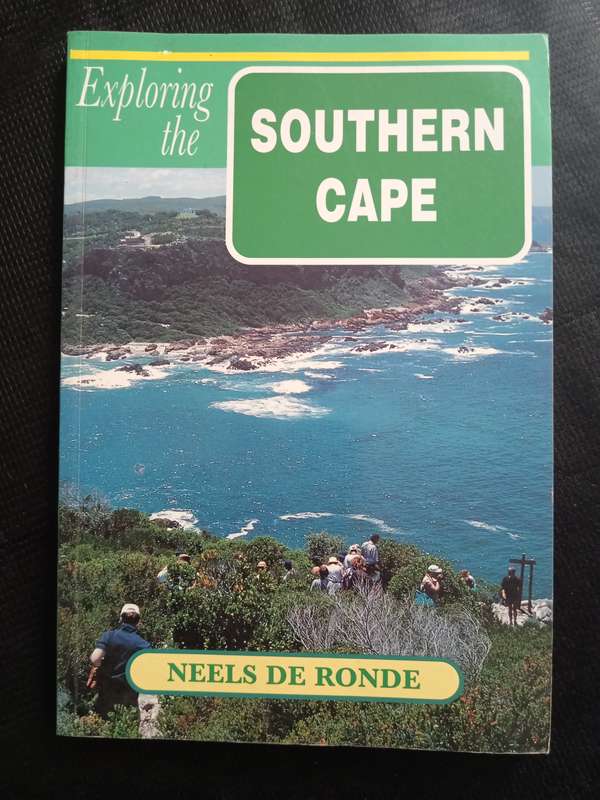 Exploring
the
SOUTHERN
CAPE
NEELS DE RONDE